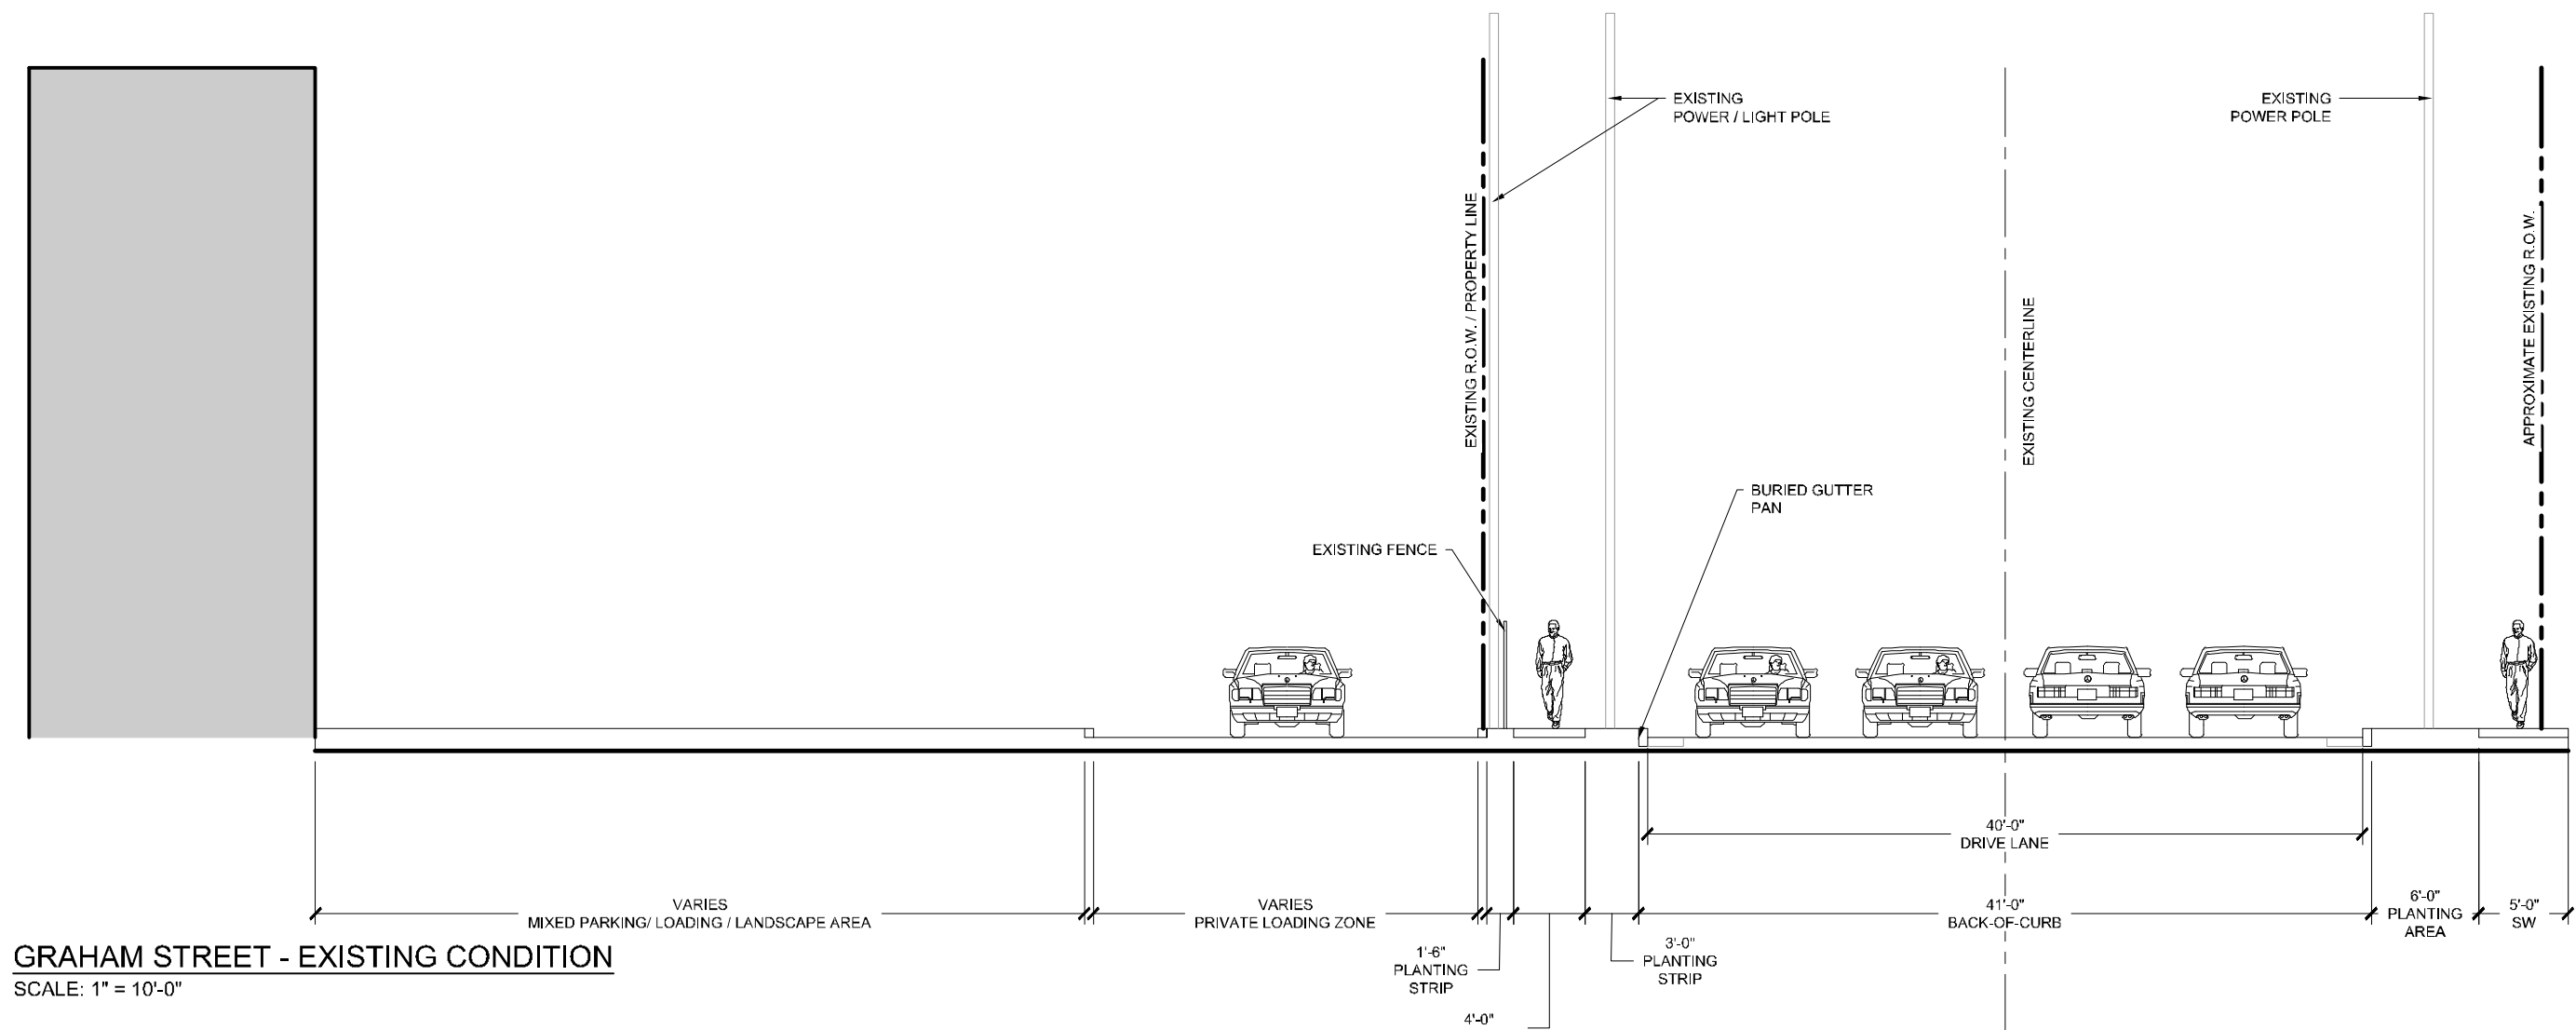 EXISTING
POWER / LIGHT POLE
EXISTING
POWER POLE
EXISTING R.O.W. / PROPERTY LINE
EXISTING CENTERLINE
APPROXIMATE EXISTING R.O.W.
BURIED GUTTER
PAN
EXISTING FENCE
40'-0"
DRIVE LANE
VARIES
MIXED PARKING/ LOADING / LANDSCAPE AREA
VARIES
PRIVATE LOADING ZONE
41'-0"
BACK-OF-CURB
6'-0"
PLANTING
AREA
5'-0"
SW
1'-6"
PLANTING
STRIP
3'-0"
PLANTING
STRIP
4'-0"
GRAHAM STREET - EXISTING CONDITION
SCALE: 1" = 10'-0"